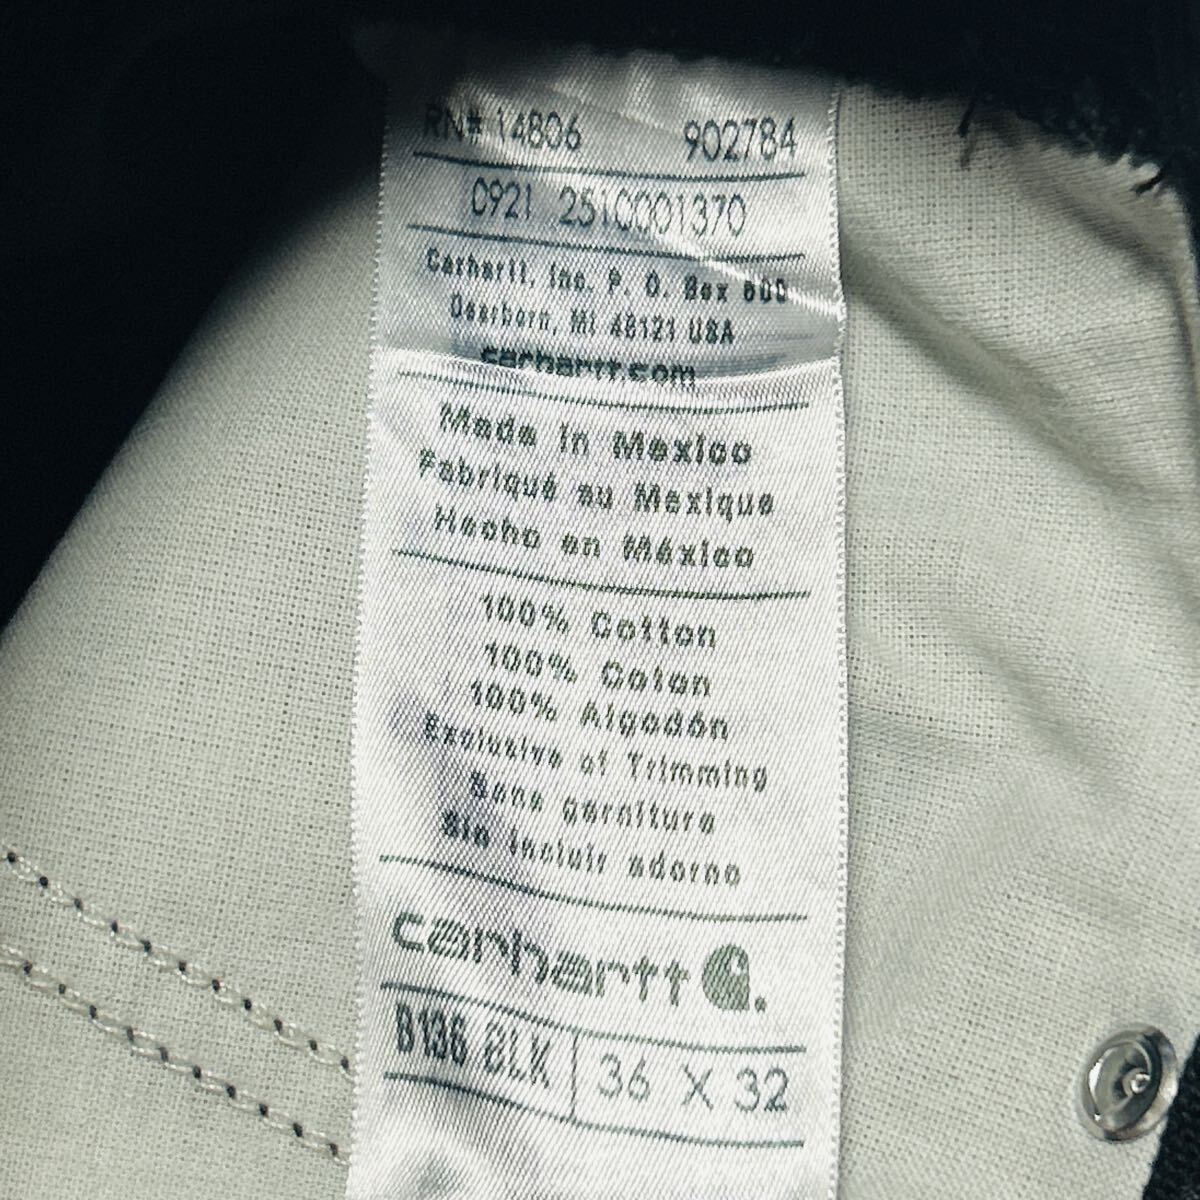 RN# 14806 902784
0921 251C001370
Carhartt, Inc. P. O. Box 600
Dearborn, MI 48121 USA
carhartt.com
Made in Mexico
Fabriqué au Mexique
Hecho en México
100% Cotton
100% Coton
100% Algodón
Exclusive of Trimming
Sans garniture
Sin incluir adorno
carhartt
B136 BLK 36 X 32